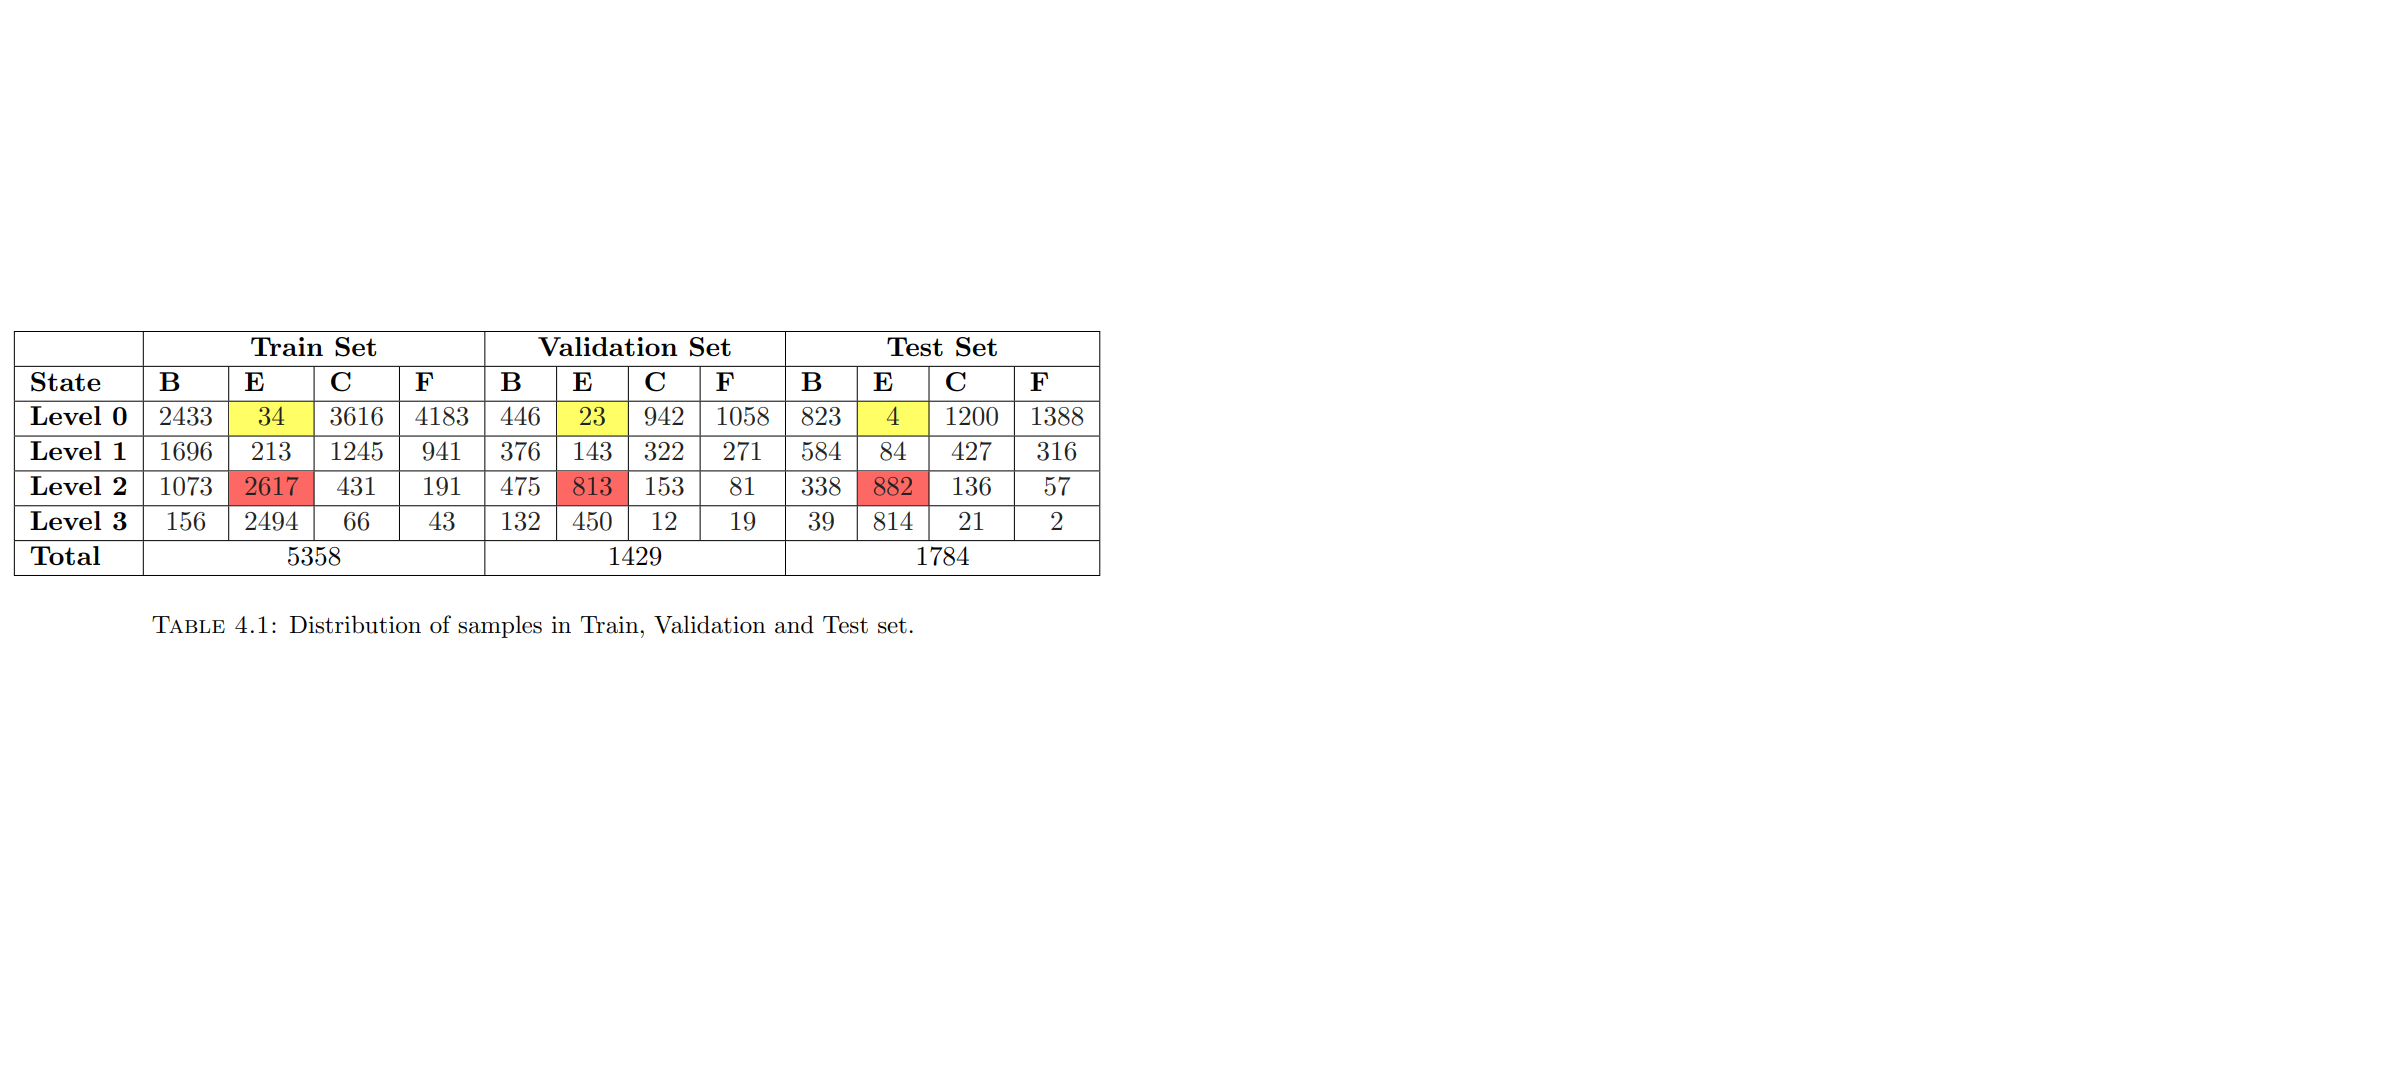 Train Set Validation Set Test Set
State B E C F B E C F B E C F
Level 0 2433 34 3616 4183 446 23 942 1058 823 4 1200 1388
Level 1 1696 213 1245 941 376 143 322 271 584 84 427 316
Level 2 1073 2617 431 191 475 813 153 81 338 882 136 57
Level 3 156 2494 66 43 132 450 12 19 39 814 21 2
Total 5358 1429 1784
TABLE 4.1: Distribution of samples in Train, Validation and Test set.